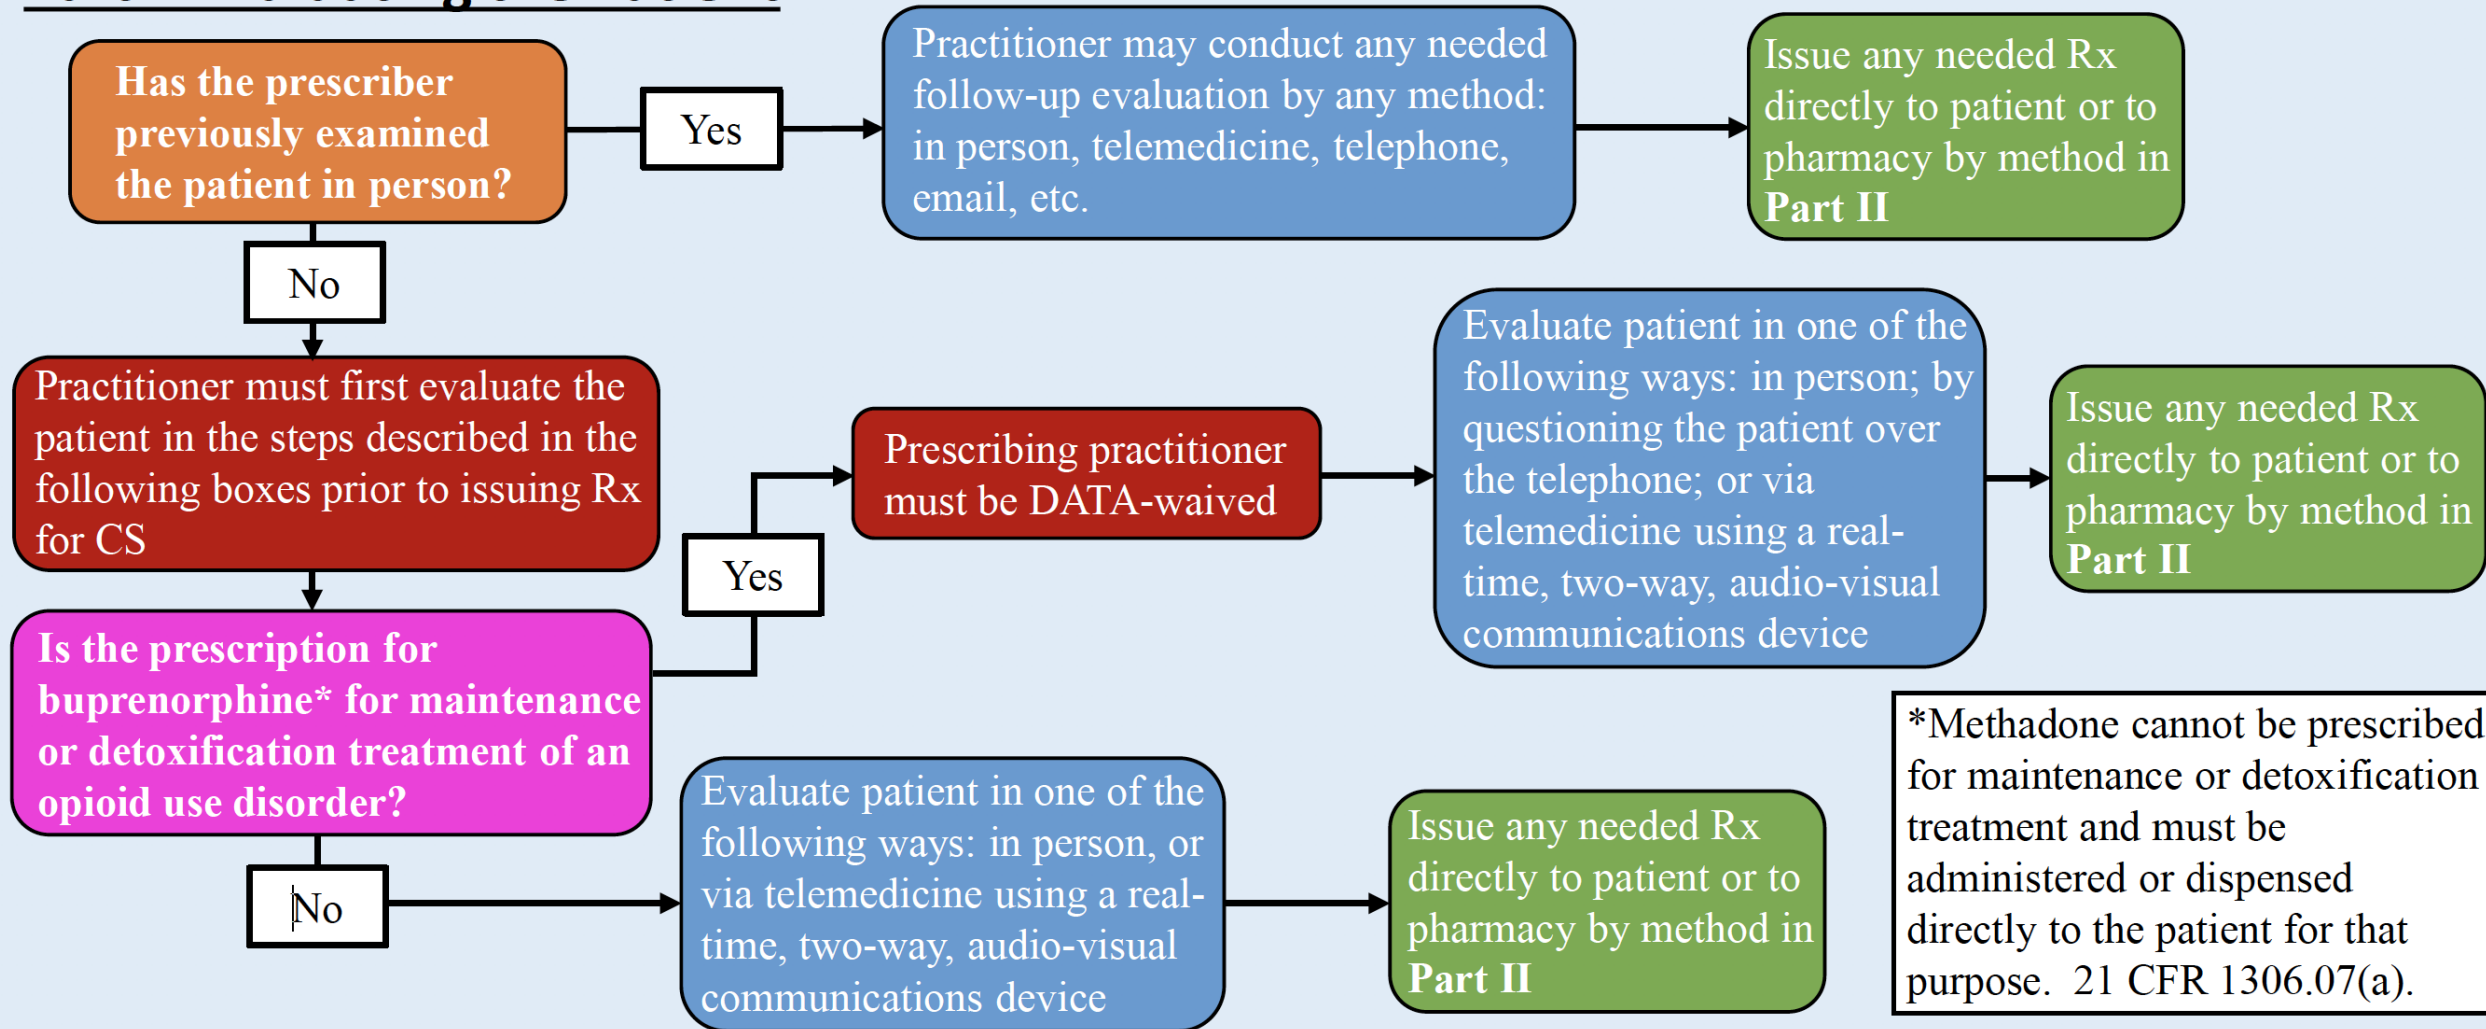 Has the prescriber
previously examined
the patient in person?
Yes
Practitioner may conduct any needed
follow-up evaluation by any method:
in person, telemedicine, telephone,
email, etc.
Issue any needed Rx
directly to patient or to
pharmacy by method in
Part II
No
Practitioner must first evaluate the
patient in the steps described in the
following boxes prior to issuing Rx
for CS
Is the prescription for
buprenorphine* for maintenance
or detoxification treatment of an
opioid use disorder?
Yes
Prescribing practitioner
must be DATA-waived
Evaluate patient in one of the
following ways: in person; by
questioning the patient over
the telephone; or via
telemedicine using a real-
time, two-way, audio-visual
communications device
Issue any needed Rx
directly to patient or to
pharmacy by method in
Part II
No
Evaluate patient in one of the
following ways: in person, or
via telemedicine using a real-
time, two-way, audio-visual
communications device
Issue any needed Rx
directly to patient or to
pharmacy by method in
Part II
*Methadone cannot be prescribed
for maintenance or detoxification
treatment and must be
administered or dispensed
directly to the patient for that
purpose.  21 CFR 1306.07(a).